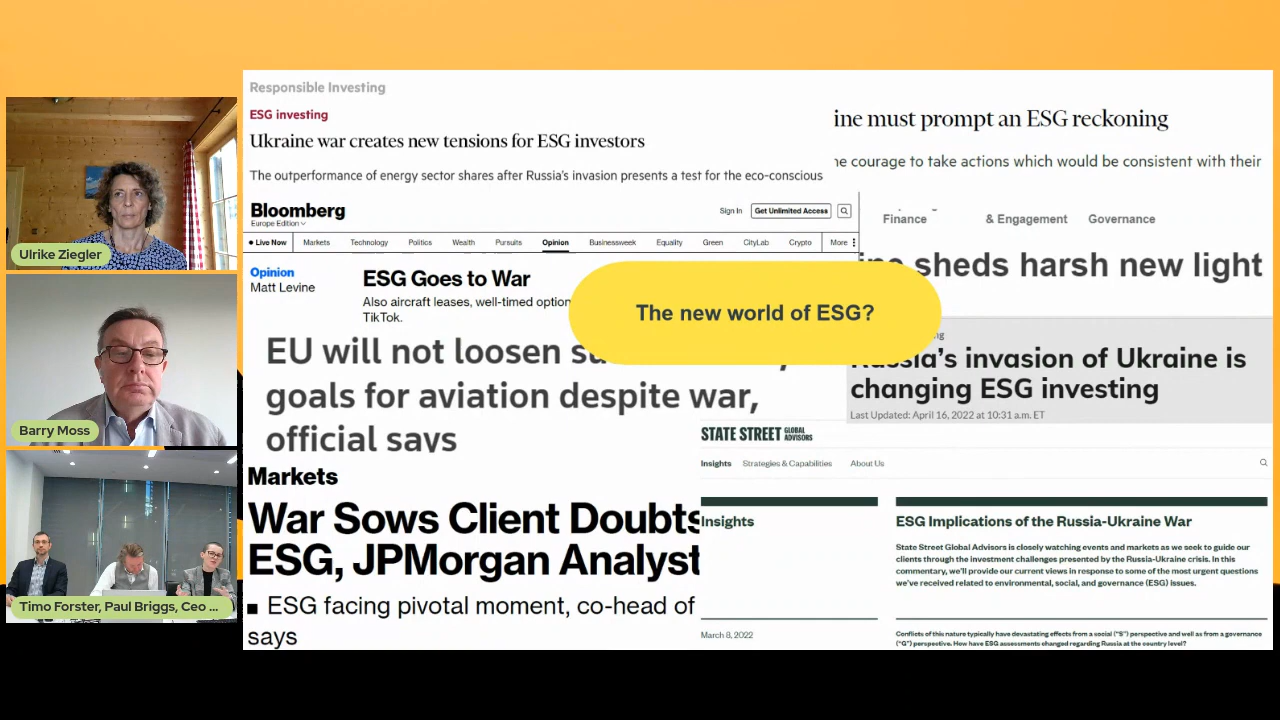 Responsible Investing
ESG investing
Ukraine war creates new tensions for ESG investors
The outperformance of energy sector shares after Russia's invasion presents a test for the eco-conscious
ine must prompt an ESG reckoning
he courage to take actions which would be consistent with their
Bloomberg
Europe Edition
Sign In Get Unlimited Access
Live Now Markets Technology Politics Wealth Pursuits Opinion Businessweek Equality Green CityLab Crypto More
Finance & Engagement Governance
sheds harsh new light
Opinion
Matt Levine
ESG Goes to War
Also aircraft leases, well-timed option
TikTok.
The new world of ESG?
EU will not loosen
goals for aviation despite war,
official says
Russia's invasion of Ukraine is
changing ESG investing
Last Updated: April 16, 2022 at 10:31 a.m. ET
Markets
War Sows Client Doubts
ESG, JPMorgan Analyst
ESG facing pivotal moment, co-head of
says
STATE STREET GLOBAL ADVISORS
Insights Strategies & Capabilities About Us
Insights
ESG Implications of the Russia-Ukraine War
State Street Global Advisors is closely watching events and markets as we seek to guide our
clients through the investment challenges presented by the Russia-Ukraine crisis. In this
commentary, we'll provide our current views in response to some of the most urgent questions
we've received related to environmental, social, and governance (ESG) issues.
March 8, 2022
Conflicts of this nature typically have devastating effects from a social ("S") perspective and well as from a governance
("G") perspective. How have ESG assessments changed regarding Russia at the country level?
Ulrike Ziegler
Barry Moss
Timo Forster, Paul Briggs, Ceo ...